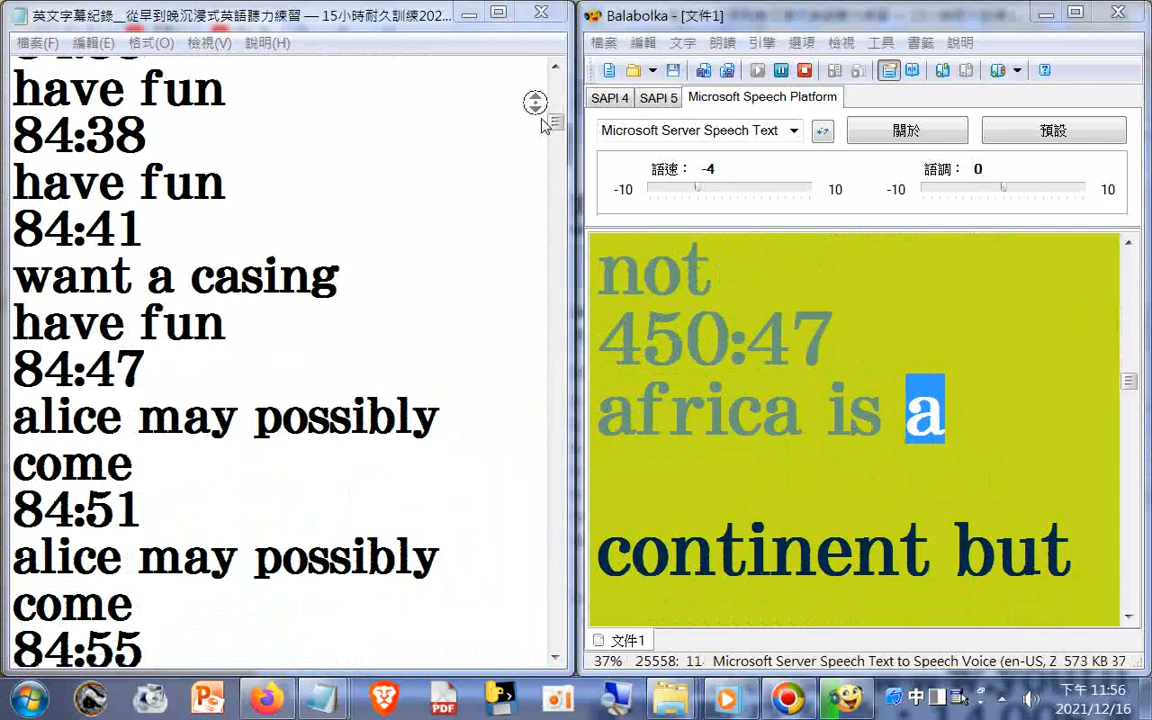 英文字幕紀錄__從早到晚沉浸式英語聽力練習 — 15小時耐久訓練202...
檔案(F) 編輯(E) 格式(O) 檢視(V) 說明(H)
have fun
84:38
have fun
84:41
want a casing
have fun
84:47
alice may possibly
come
84:51
alice may possibly
come
84:55
Balabolka - [文件1]
檔案 編輯 文字 朗讀 引擎 選項 檢視 工具 書籤 說明
SAPI 4 SAPI 5 Microsoft Speech Platform
Microsoft Server Speech Text 關於 預設
語速： -4 語調： 0
-10 10 -10 10
not
450:47
africa is a
continent but
文件1
37% 25558: 11 Microsoft Server Speech Text to Speech Voice (en-US, Z 573 KB 37
PDF 中 下午 11:56
2021/12/16